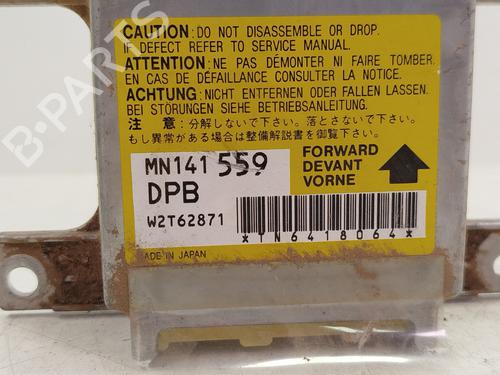 CAUTION : DO NOT DISASSEMBLE OR DROP.
IF DEFECT REFER TO SERVICE MANUAL.
ATTENTION : NE PAS DÉMONTER NI FAIRE TOMBER.
EN CAS DE DÉFAILLANCE CONSULTER LA NOTICE.
ACHTUNG : NICHT ENTFERNEN ODER FALLEN LASSEN.
BEI STÖRUNGEN SIEHE BETRIEBSANLEITUNG.
注 意 : 分解しないで下さい。落とさないで下さい。
もし異常がある場合は整備解説書を御覧下さい。
MN141 559
DPB
W2T62871
FORWARD
DEVANT
VORNE
*TN6418064*
MADE IN JAPAN
B-PARTS